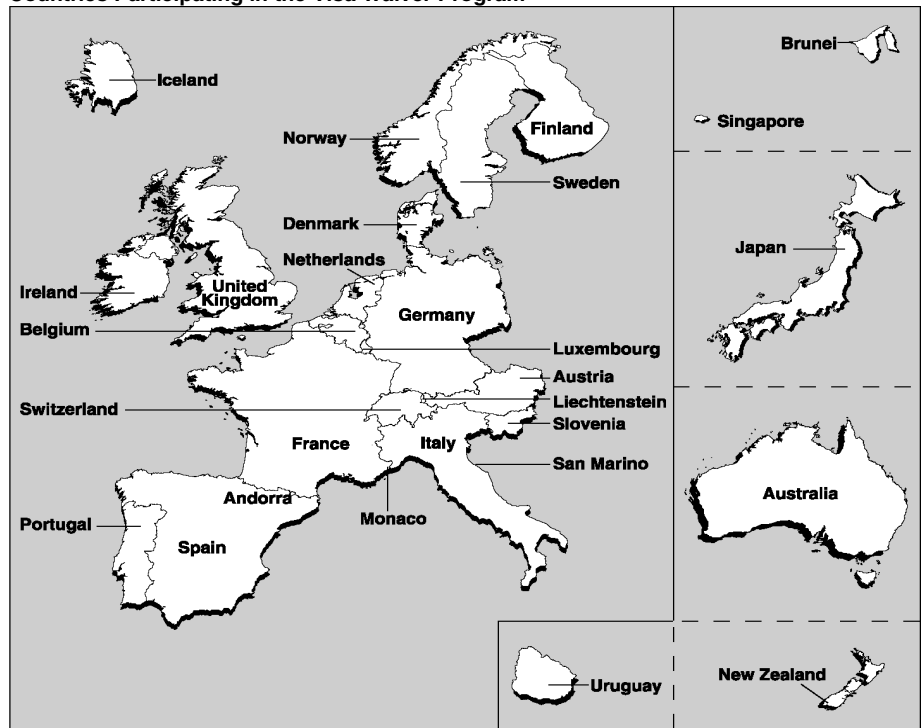 Countries Participating in the Visa Waiver Program
Brunei
Iceland
Singapore
Norway
Finland
Sweden
Denmark
Japan
Netherlands
Ireland
United
Kingdom
Germany
Belgium
Luxembourg
Austria
Liechtenstein
Switzerland
Slovenia
France
Italy
San Marino
Andorra
Australia
Portugal
Monaco
Spain
Uruguay
New Zealand